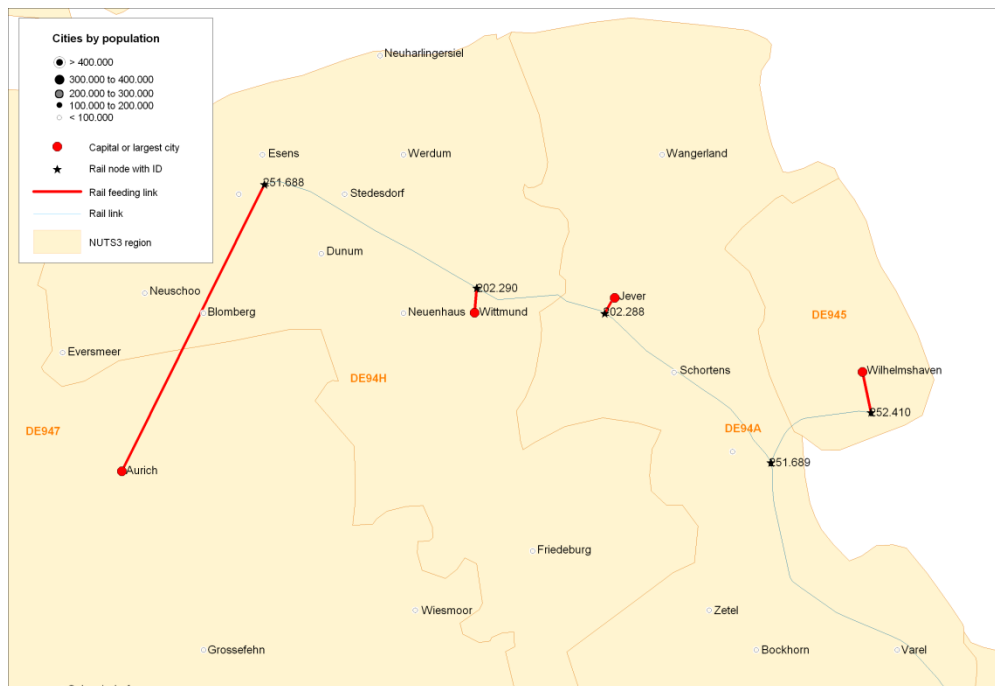 Cities by population
> 400.000
300.000 to 400.000
200.000 to 300.000
100.000 to 200.000
< 100.000
Capital or largest city
Rail node with ID
Rail feeding link
Rail link
NUTS3 region
Neuharlingersiel
Esens
Werdum
Wangerland
251.688
Stedesdorf
Dunum
202.290
Neuschoo
Jever
Blomberg
Neuenhaus
Wittmund
202.288
DE945
Eversmeer
Schortens
Wilhelmshaven
DE94H
252.410
DE947
DE94A
251.689
Aurich
Friedeburg
Wiesmoor
Zetel
Grossefehn
Bockhorn
Varel